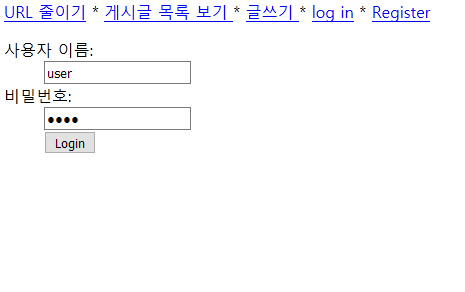 URL 줄이기 * 게시글 목록 보기 * 글쓰기 * log in * Register
사용자 이름:
user
비밀번호:
●●●●
Login